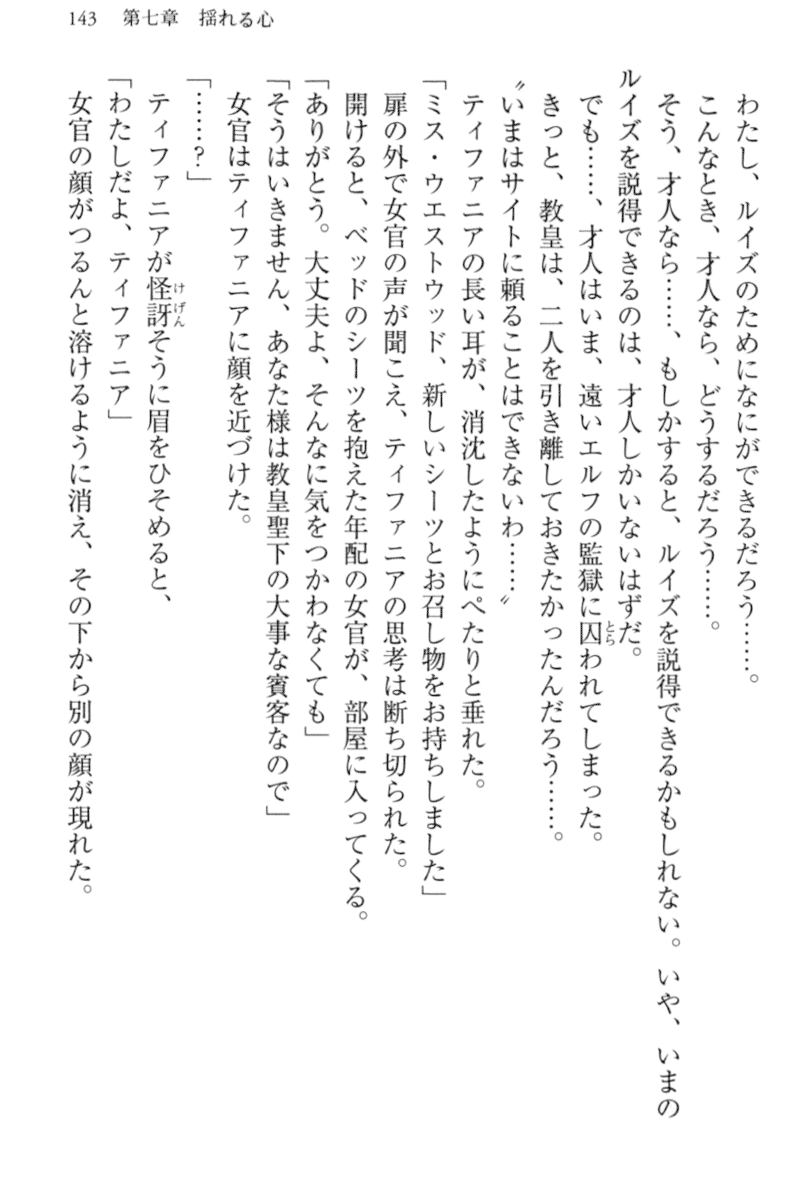 143 第七章 揺れる心
わたし、ルイズのためになにができるだろう……。
こんなとき、才人なら、どうするだろう……。
そう、才人なら……、もしかすると、ルイズを説得できるかもしれない。いや、いまの
ルイズを説得できるのは、才人しかいないはずだ。
でも……、才人はいま、遠いエルフの監獄に囚われてしまった。
きっと、教皇は、二人を引き離しておきたかったんだろう……。
〝いまはサイトに頼ることはできないわ……〟
ティファニアの長い耳が、消沈したようにぺたりと垂れた。
「ミス・ウエストウッド、新しいシーツとお召し物をお持ちしました」
扉の外で女官の声が聞こえ、ティファニアの思考は断ち切られた。
開けると、ベッドのシーツを抱えた年配の女官が、部屋に入ってくる。
「ありがとう。大丈夫よ、そんなに気をつかわなくても」
「そうはいきません、あなた様は教皇聖下の大事な賓客なので」
女官はティファニアに顔を近づけた。
「……？」
ティファニアが怪訝そうに眉をひそめると、
「わたしだよ、ティファニア」
女官の顔がつるんと溶けるように消え、その下から別の顔が現れた。